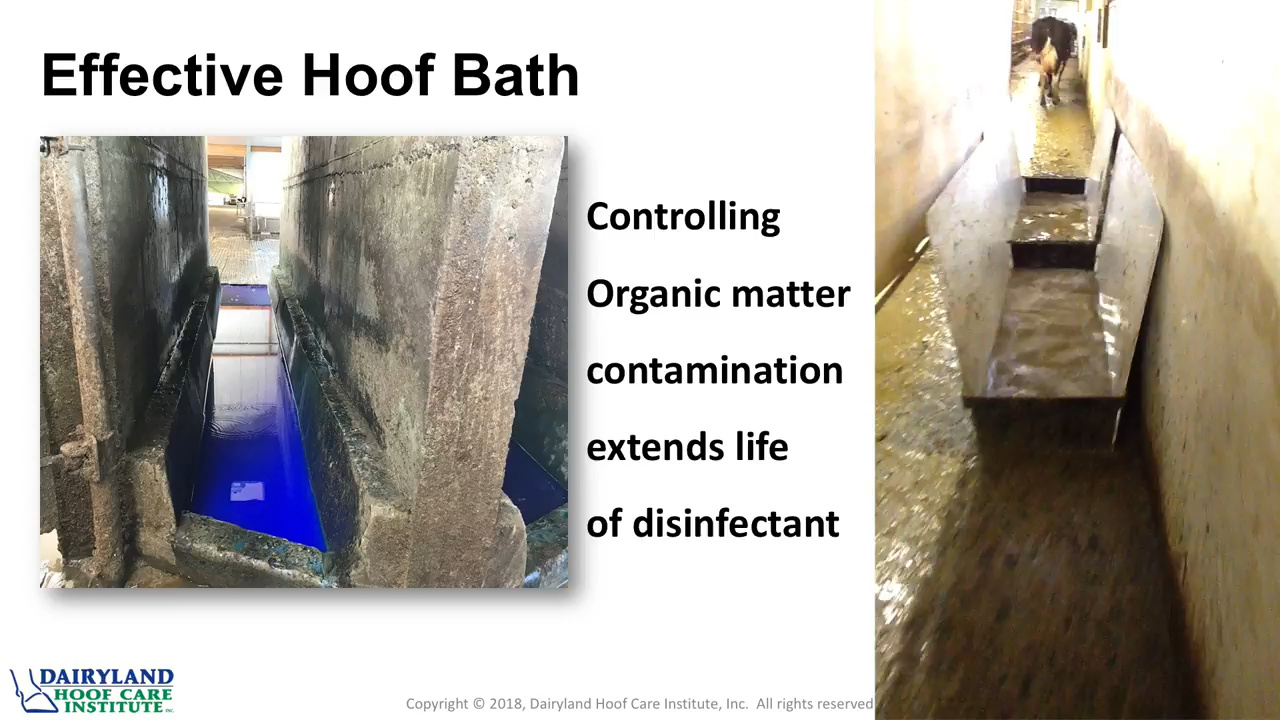 Effective Hoof Bath
Controlling
Organic matter
contamination
extends life
of disinfectant
DAIRYLAND
HOOF CARE
INSTITUTE INC.
Copyright © 2018, Dairyland Hoof Care Institute, Inc. All rights reserved